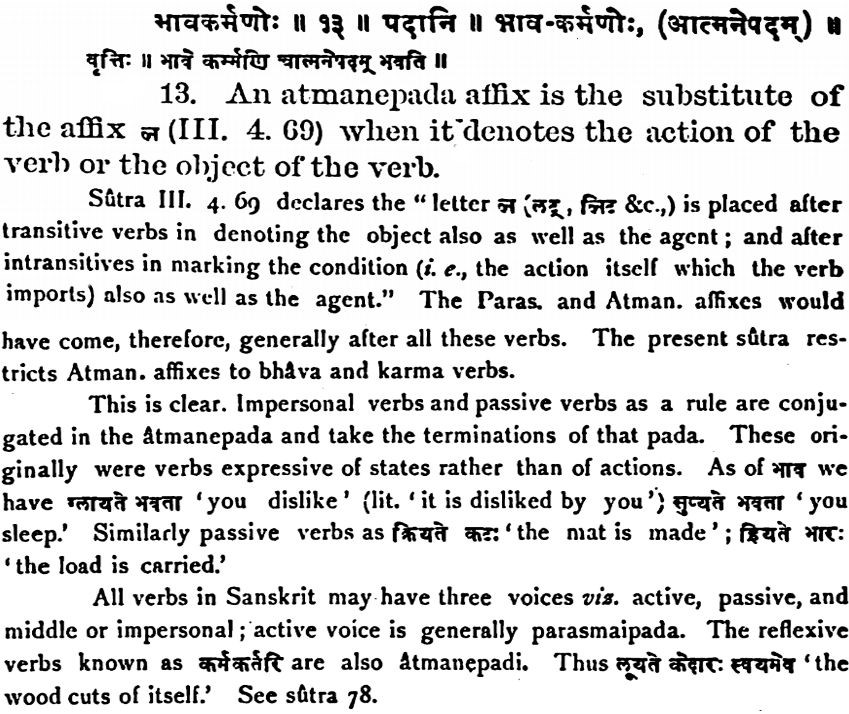 भावकर्मणोः ॥ १३ ॥ पदानि ॥ भाव-कर्मणोः, (आत्मनेपदम्) ॥
वृत्तिः ॥ भावे कर्म्मणि चात्मनेपदम् भवति ॥
13. An atmanepada affix is the substitute of
the affix ल (III. 4. 69) when it denotes the action of the
verb or the object of the verb.
Sûtra III. 4. 69 declares the “ letter ल (लट्, लिट &c.,) is placed after
transitive verbs in denoting the object also as well as the agent ; and after
intransitives in marking the condition (i. e., the action itself which the verb
imports) also as well as the agent.” The Paras. and Atman. affixes would
have come, therefore, generally after all these verbs. The present sûtra res-
tricts Atman. affixes to bhâva and karma verbs.
This is clear. Impersonal verbs and passive verbs as a rule are conju-
gated in the âtmanepada and take the terminations of that pada. These ori-
ginally were verbs expressive of states rather than of actions. As of भाव we
have ग्लायते भवता ‘ you dislike ’ (lit. ‘ it is disliked by you ’) सुप्यते भवता ‘ you
sleep.’ Similarly passive verbs as क्रियते कटः ‘ the mat is made ’ ; ह्रियते भारः
‘ the load is carried.’
All verbs in Sanskrit may have three voices viz. active, passive, and
middle or impersonal ; active voice is generally parasmaipada. The reflexive
verbs known as कर्मकर्तरि are also âtmanepadi. Thus लूयते केदारः स्वयमेव ‘ the
wood cuts of itself.’ See sûtra 78.